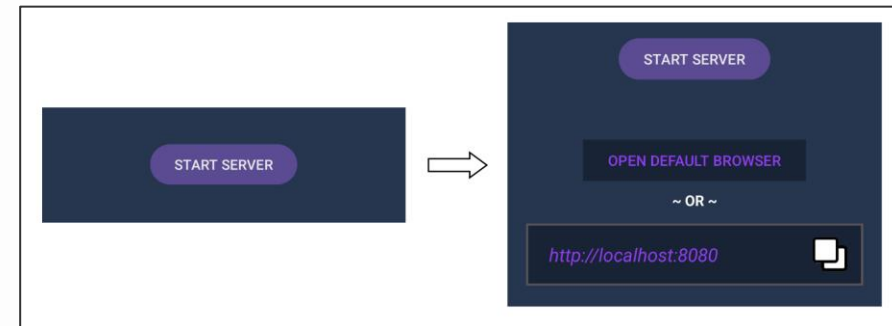 START SERVER
START SERVER
OPEN DEFAULT BROWSER
~ OR ~
http://localhost:8080